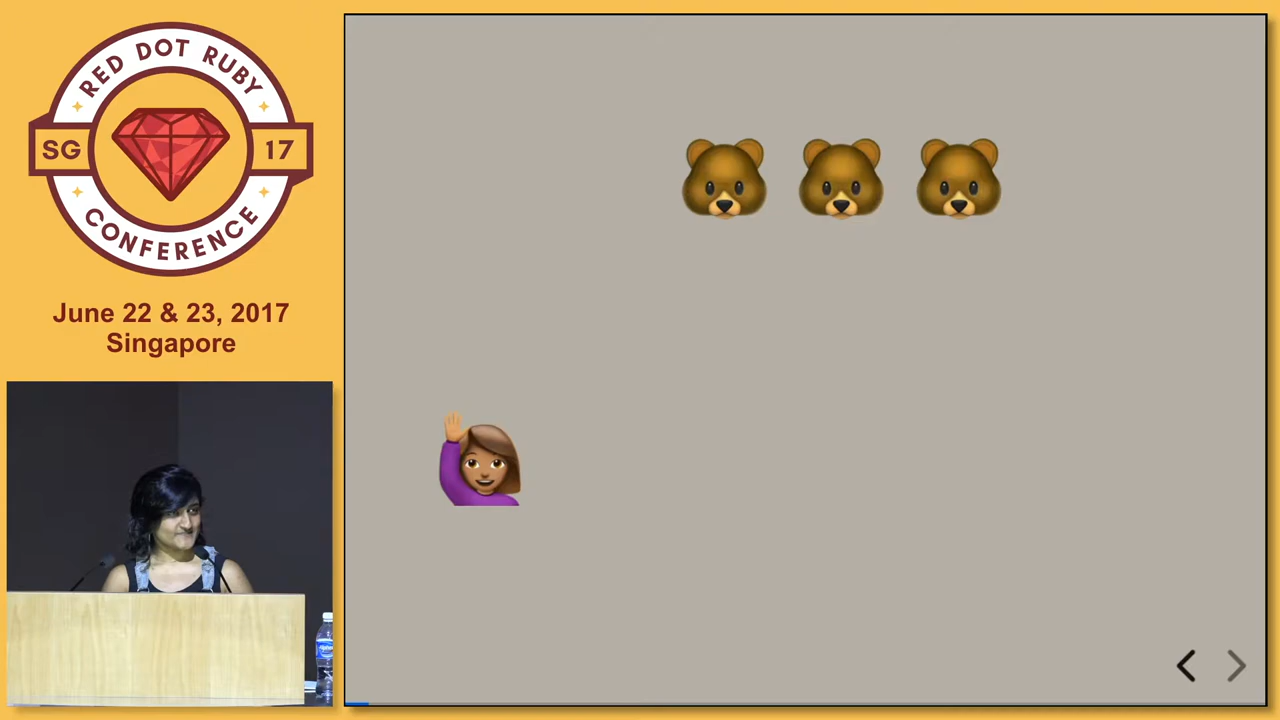 RED DOT RUBY
SG 17
CONFERENCE
June 22 & 23, 2017
Singapore